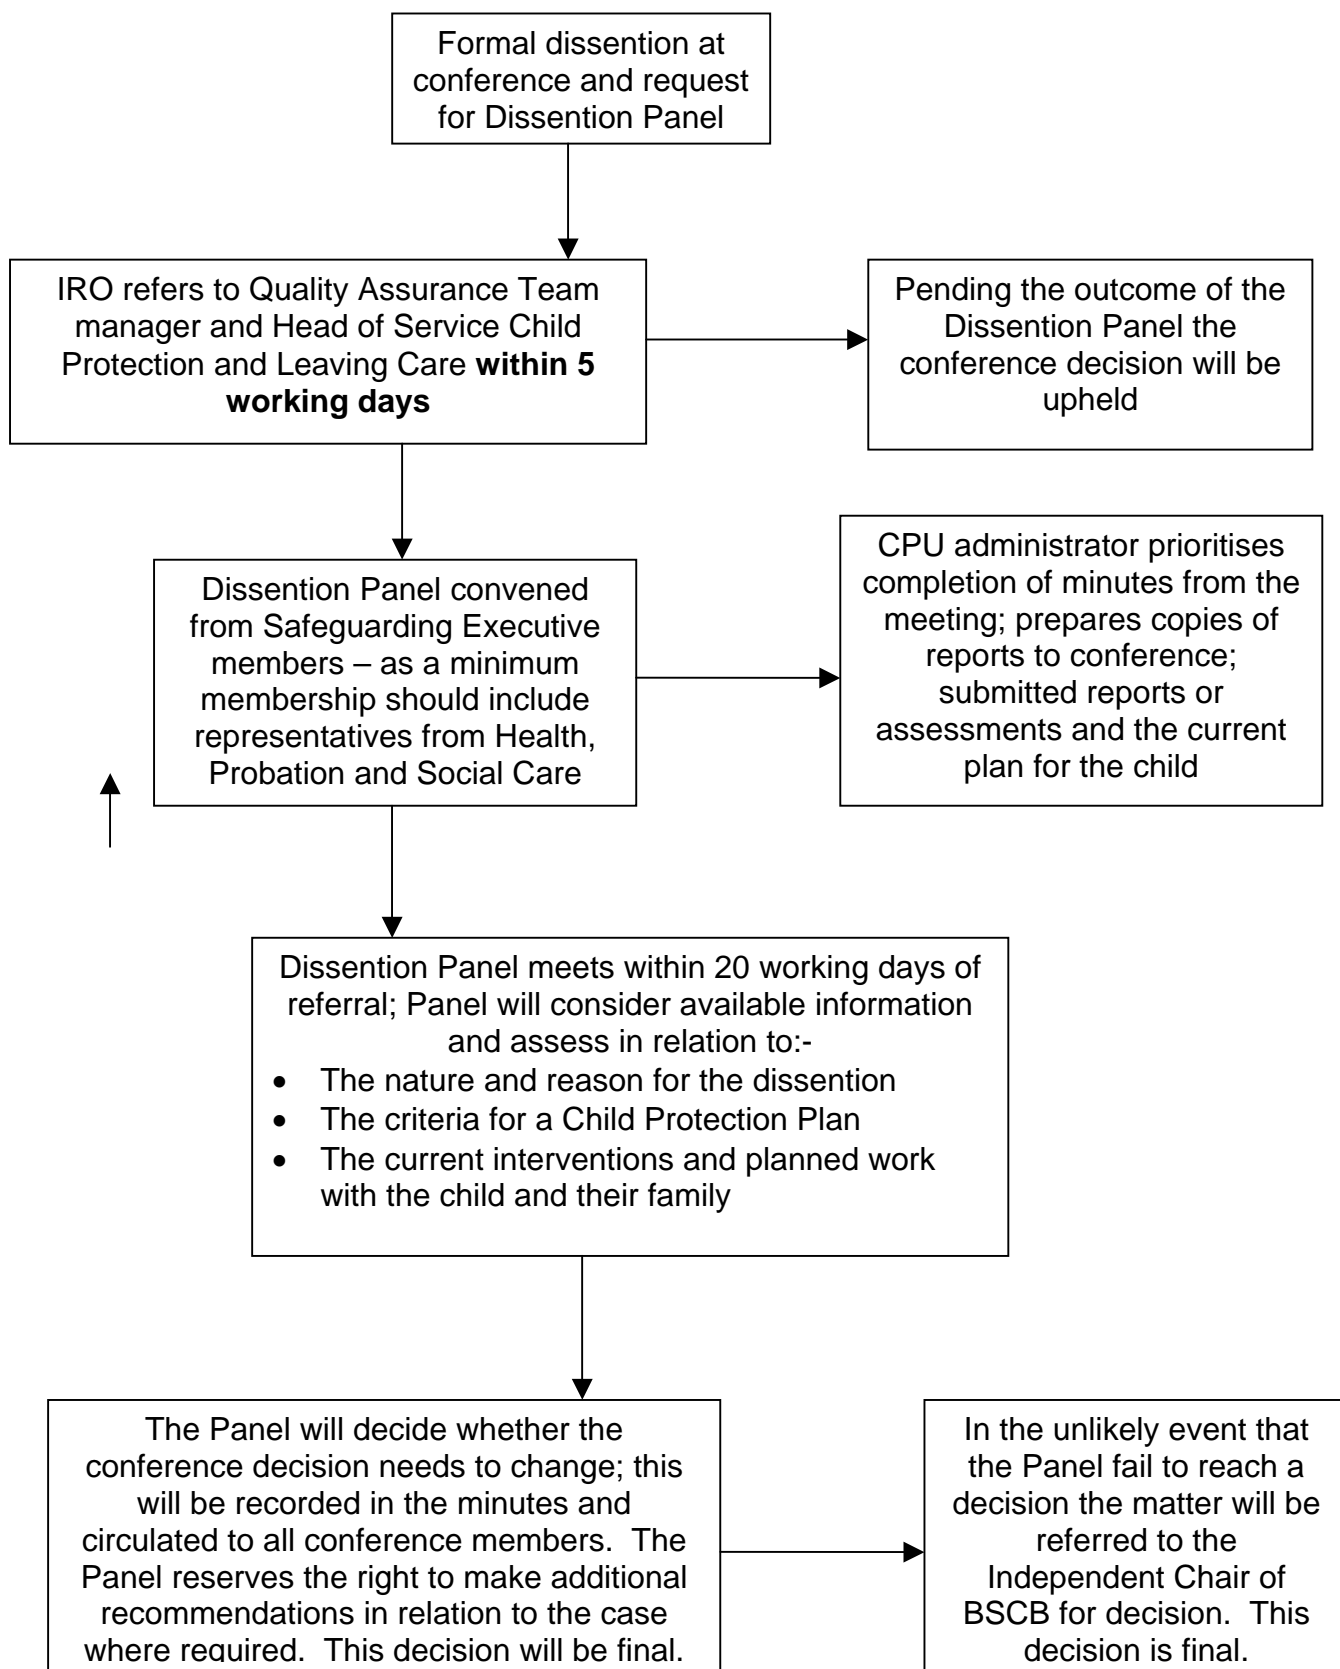 Formal dissention at
conference and request
for Dissention Panel
IRO refers to Quality Assurance Team
manager and Head of Service Child
Protection and Leaving Care within 5
working days
Pending the outcome of the
Dissention Panel the
conference decision will be
upheld
Dissention Panel convened
from Safeguarding Executive
members – as a minimum
membership should include
representatives from Health,
Probation and Social Care
CPU administrator prioritises
completion of minutes from the
meeting; prepares copies of
reports to conference;
submitted reports or
assessments and the current
plan for the child
Dissention Panel meets within 20 working days of
referral; Panel will consider available information
and assess in relation to:-
• The nature and reason for the dissention
• The criteria for a Child Protection Plan
• The current interventions and planned work
with the child and their family
The Panel will decide whether the
conference decision needs to change; this
will be recorded in the minutes and
circulated to all conference members.  The
Panel reserves the right to make additional
recommendations in relation to the case
where required.  This decision will be final.
In the unlikely event that
the Panel fail to reach a
decision the matter will be
referred to the
Independent Chair of
BSCB for decision.  This
decision is final.